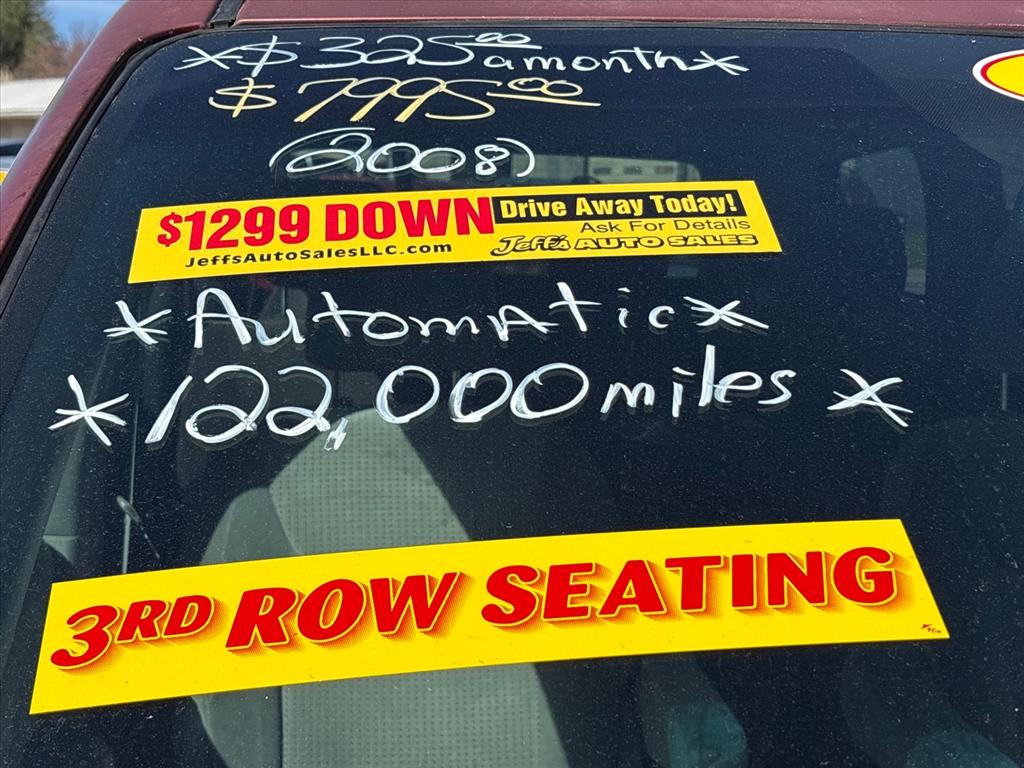 *$325.00 a month*
$7995.00
(2008)
$1299 DOWN Drive Away Today!
Ask For Details
JeffsAutoSalesLLC.com Jeff's AUTO SALES
*Automatic*
*122,000 miles*
3RD ROW SEATING